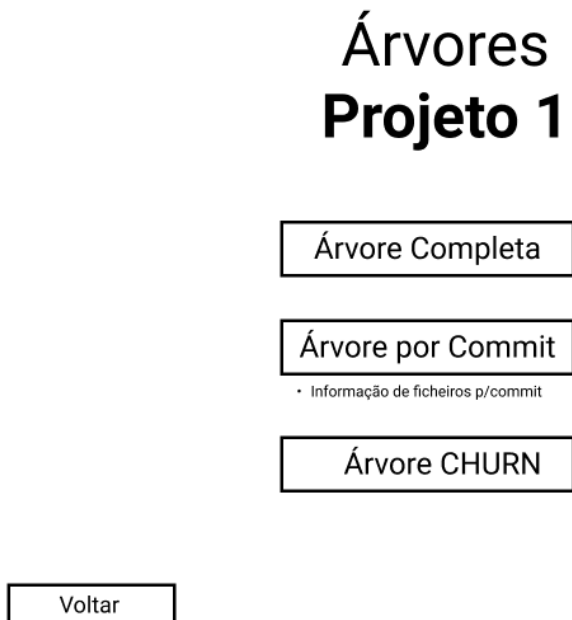 Árvores
Projeto 1
Árvore Completa
Árvore por Commit
• Informação de ficheiros p/commit
Árvore CHURN
Voltar